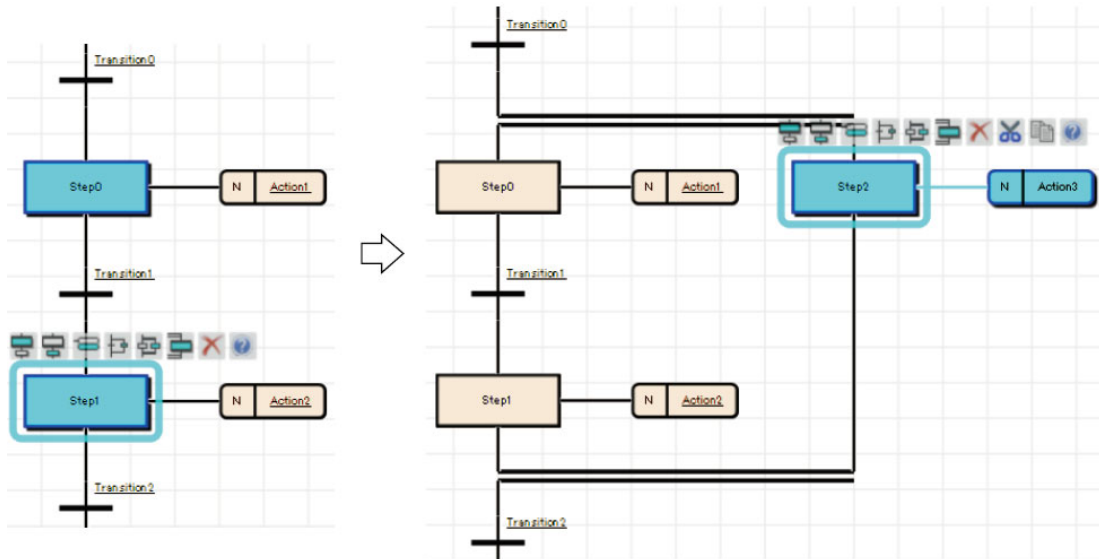 Transition0
Step0
N Action1
Transition1
Step1
N Action2
Transition2
Transition0
Step0
N Action1
Step2
N Action3
Transition1
Step1
N Action2
Transition2